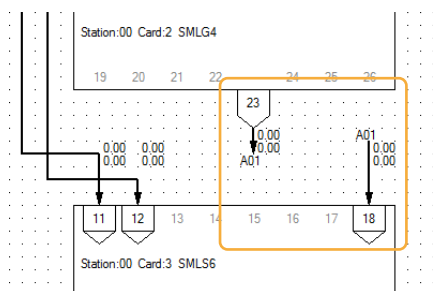 Station:00 Card:2 SMLG4
19 20 21 22 23 24 25 26
0.00 0.00 0.00 A01 0.00
0.00 0.00 A01 0.00 0.00
11 12 13 14 15 16 17 18
Station:00 Card:3 SMLS6